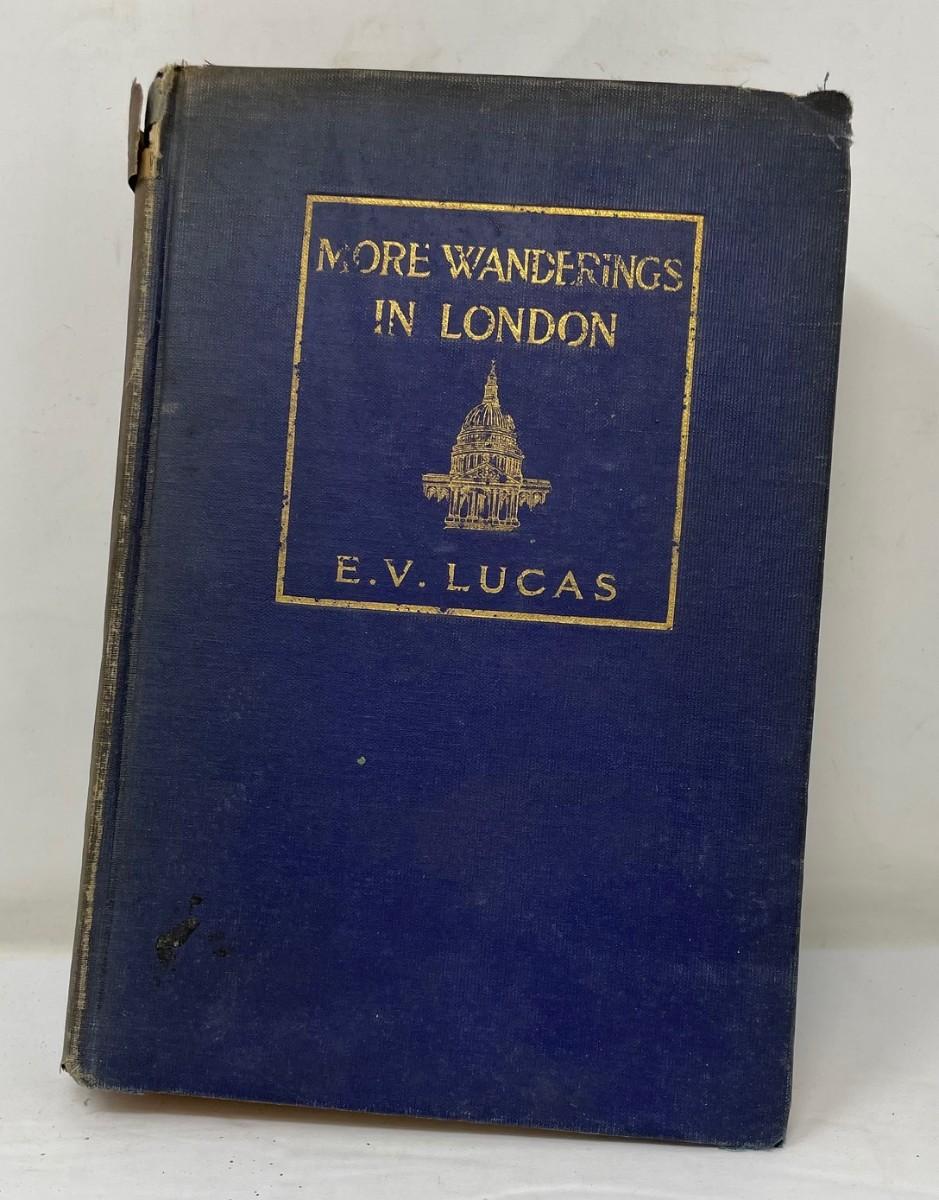 MORE WANDERINGS
IN LONDON
E.V. LUCAS